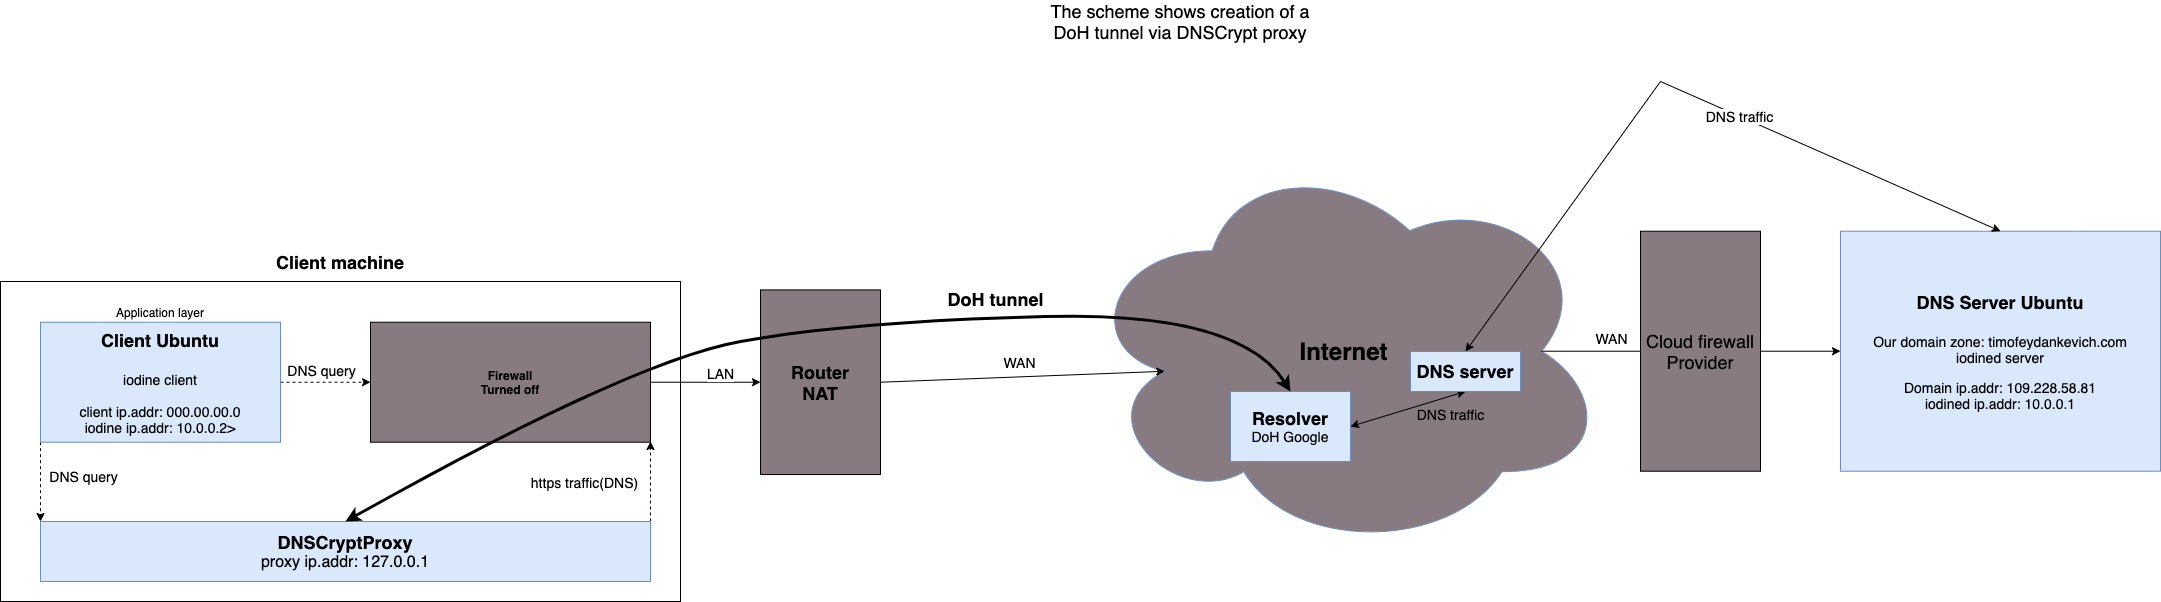 The scheme shows creation of a
DoH tunnel via DNSCrypt proxy
Client machine
Application layer
Client Ubuntu
iodine client
client ip.addr: 000.00.00.0
iodine ip.addr: 10.0.0.2>
DNS query
Firewall
Turned off
DNS query
https traffic(DNS)
DNSCryptProxy
proxy ip.addr: 127.0.0.1
LAN
Router
NAT
DoH tunnel
WAN
Internet
DNS server
Resolver
DoH Google
DNS traffic
DNS traffic
WAN
Cloud firewall
Provider
DNS Server Ubuntu
Our domain zone: timofeydankevich.com
iodined server
Domain ip.addr: 109.228.58.81
iodined ip.addr: 10.0.0.1